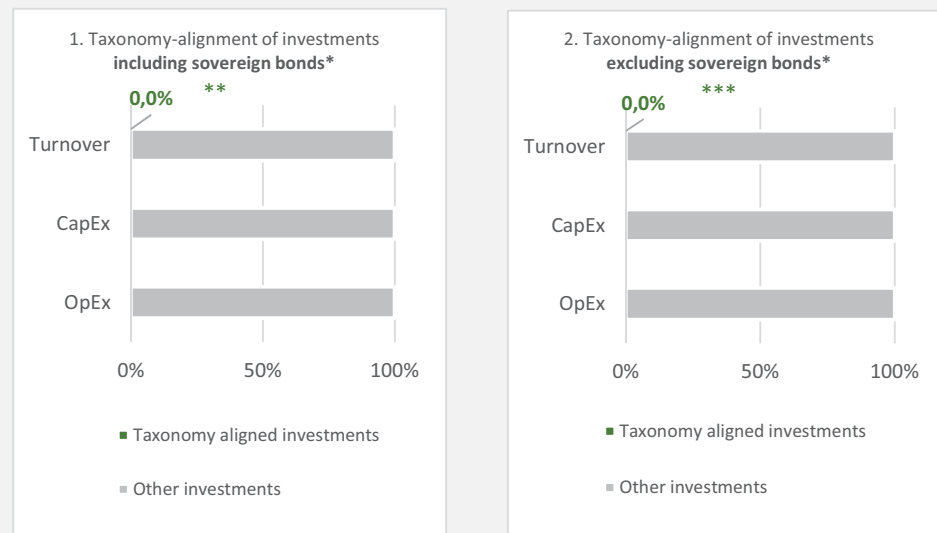 1. Taxonomy-alignment of investments
including sovereign bonds*
0,0% **
Turnover
CapEx
OpEx
0% 50% 100%
Taxonomy aligned investments
Other investments
2. Taxonomy-alignment of investments
excluding sovereign bonds*
0,0% ***
Turnover
CapEx
OpEx
0% 50% 100%
Taxonomy aligned investments
Other investments